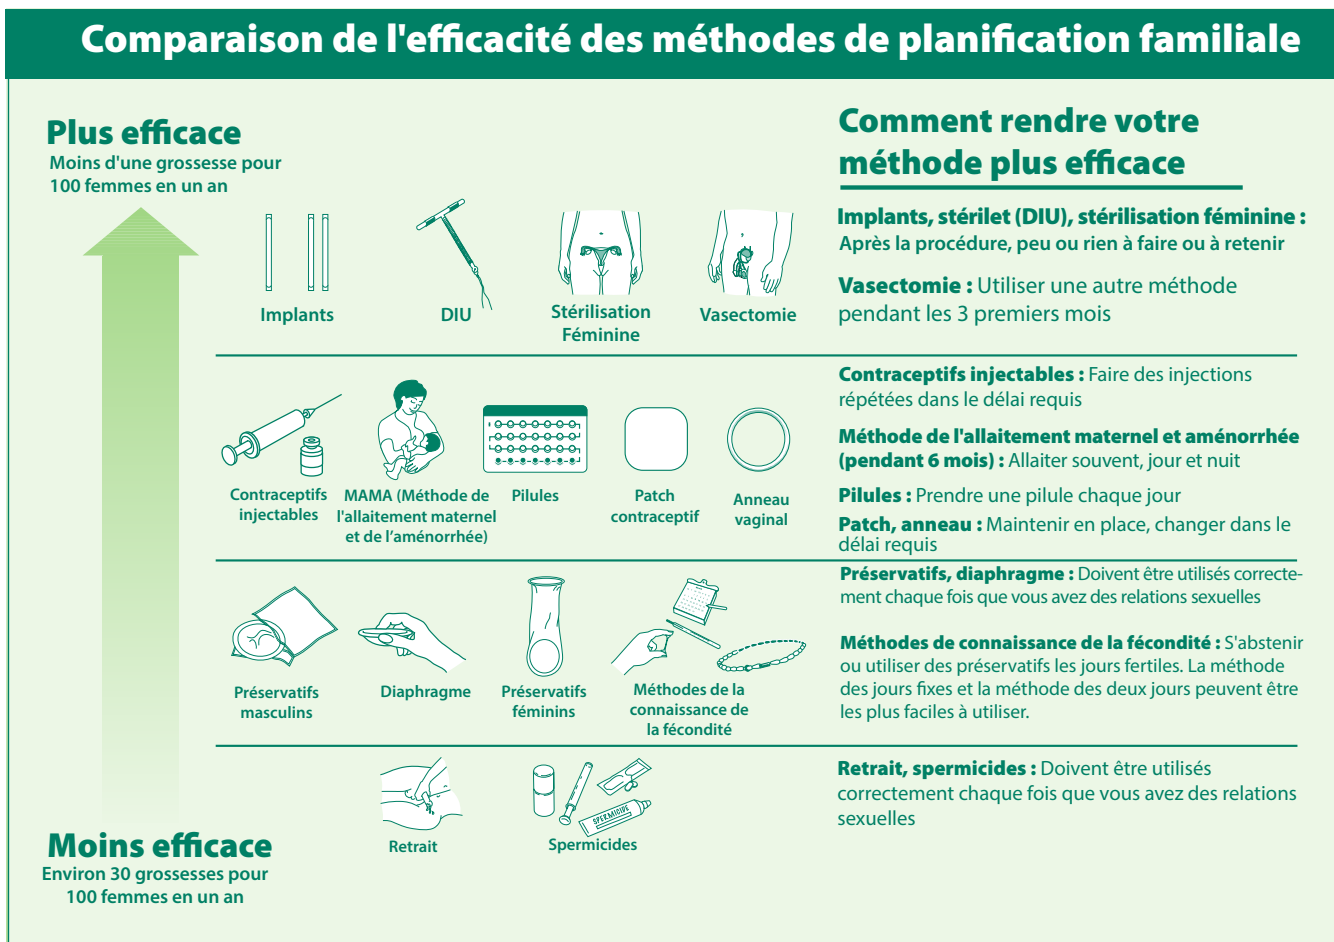 Comparaison de l'efficacité des méthodes de planification familiale
Plus efficace
Moins d'une grossesse pour
100 femmes en un an
Comment rendre votre
méthode plus efficace
Implants
DIU
Stérilisation
Féminine
Vasectomie
Implants, stérilet (DIU), stérilisation féminine :
Après la procédure, peu ou rien à faire ou à retenir
Vasectomie : Utiliser une autre méthode
pendant les 3 premiers mois
Contraceptifs
injectables
MAMA (Méthode de
l'allaitement maternel
et de l'aménorrhée)
Pilules
Patch
contraceptif
Anneau
vaginal
Contraceptifs injectables : Faire des injections
répétées dans le délai requis
Méthode de l'allaitement maternel et aménorrhée
(pendant 6 mois) : Allaiter souvent, jour et nuit
Pilules : Prendre une pilule chaque jour
Patch, anneau : Maintenir en place, changer dans le
délai requis
Préservatifs
masculins
Diaphragme
Préservatifs
féminins
Méthodes de la
connaissance de
la fécondité
Préservatifs, diaphragme : Doivent être utilisés correcte-
ment chaque fois que vous avez des relations sexuelles
Méthodes de connaissance de la fécondité : S'abstenir
ou utiliser des préservatifs les jours fertiles. La méthode
des jours fixes et la méthode des deux jours peuvent être
les plus faciles à utiliser.
Retrait
SPERMICIDE
Spermicides
Retrait, spermicides : Doivent être utilisés
correctement chaque fois que vous avez des relations
sexuelles
Moins efficace
Environ 30 grossesses pour
100 femmes en un an